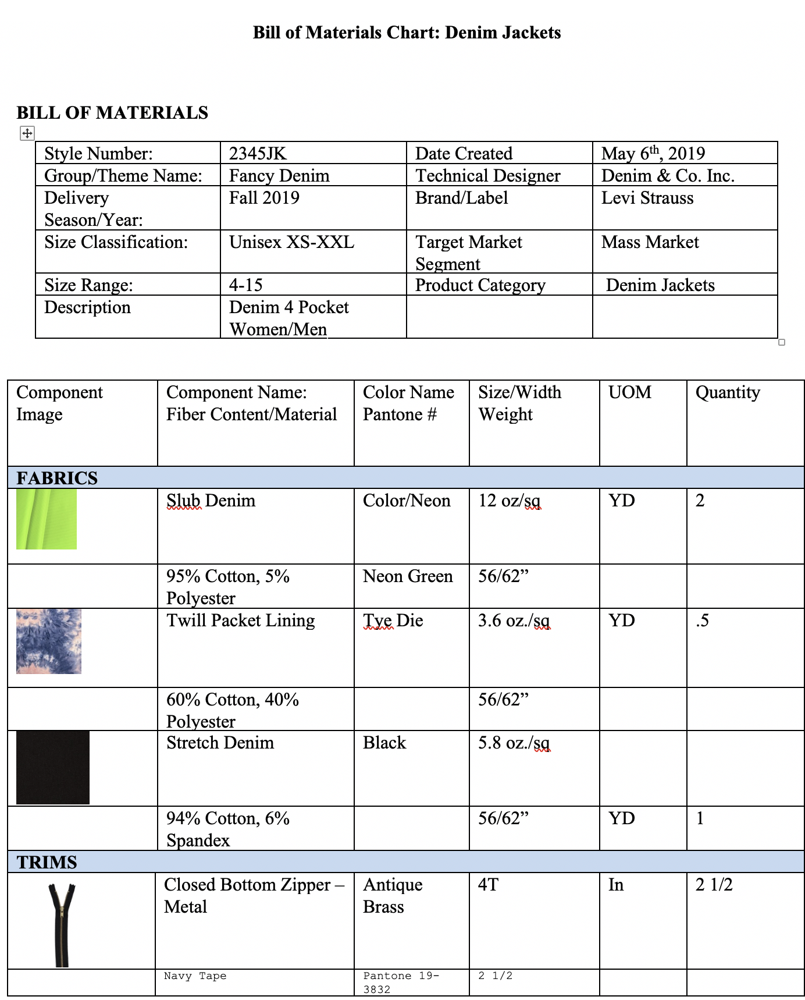 Bill of Materials Chart: Denim Jackets
BILL OF MATERIALS
Style Number: 2345JK Date Created May 6th, 2019
Group/Theme Name: Fancy Denim Technical Designer Denim & Co. Inc.
Delivery Fall 2019 Brand/Label Levi Strauss
Season/Year:
Size Classification: Unisex XS-XXL Target Market Mass Market
Segment
Size Range: 4-15 Product Category Denim Jackets
Description Denim 4 Pocket
Women/Men
Component Component Name: Color Name Size/Width UOM Quantity
Image Fiber Content/Material Pantone # Weight
FABRICS
Slub Denim Color/Neon 12 oz/sq YD 2
95% Cotton, 5% Neon Green 56/62”
Polyester
Twill Packet Lining Tye Die 3.6 oz./sq YD .5
60% Cotton, 40% 56/62”
Polyester
Stretch Denim Black 5.8 oz./sq
94% Cotton, 6% 56/62” YD 1
Spandex
TRIMS
Closed Bottom Zipper – Antique 4T In 2 1/2
Metal Brass
Navy Tape Pantone 19- 2 1/2
3832